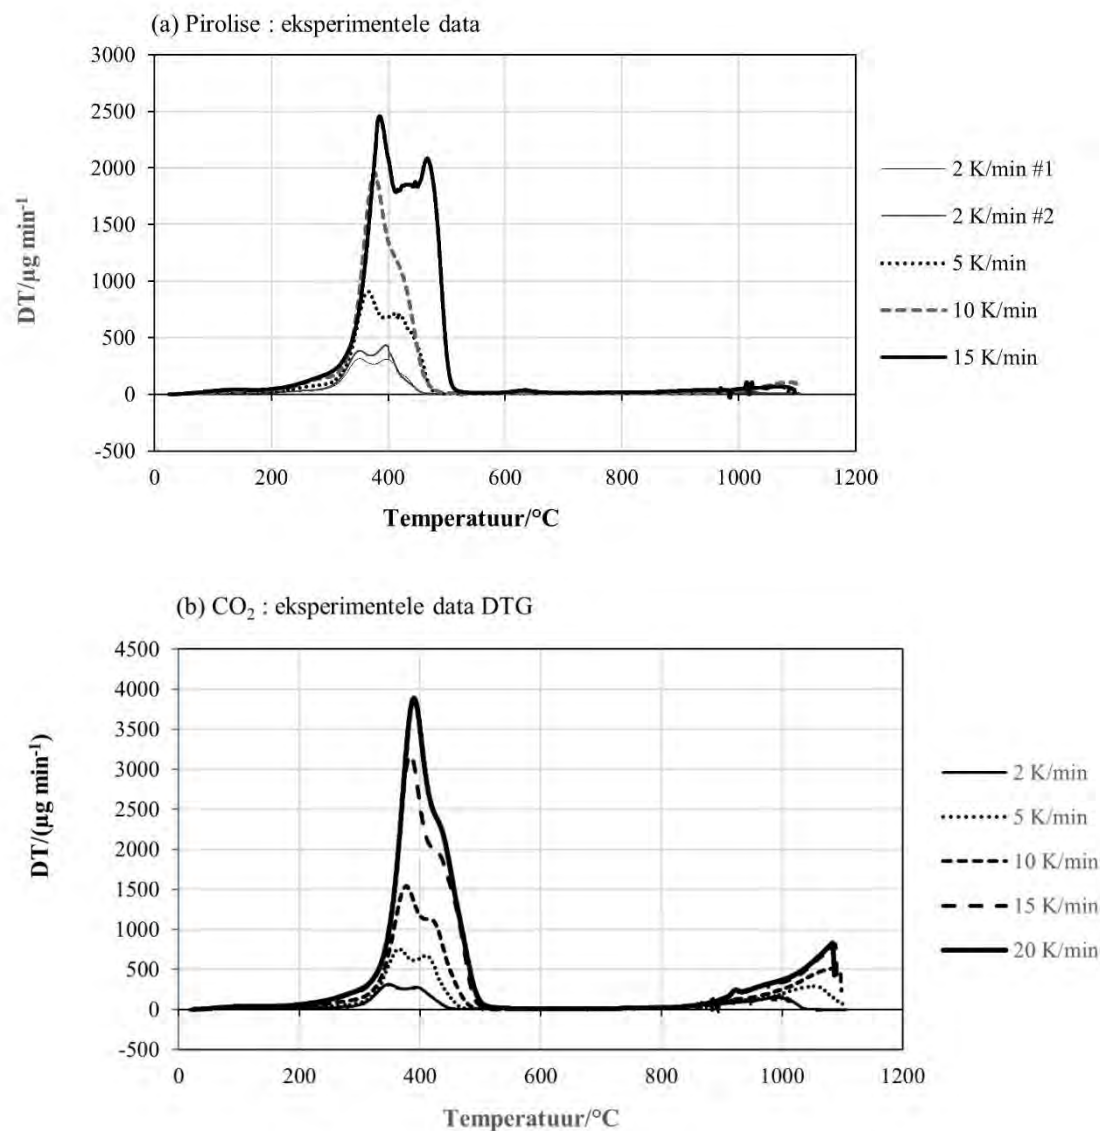 (a) Pirolise : eksperimentele data
3000
2500
2000
1500
1000
500
0
-500
DT/µg min⁻¹
0 200 400 600 800 1000 1200
Temperatuur/°C
2 K/min #1
2 K/min #2
5 K/min
10 K/min
15 K/min
(b) CO₂ : eksperimentele data DTG
4500
4000
3500
3000
2500
2000
1500
1000
500
0
-500
DT/(µg min⁻¹)
0 200 400 600 800 1000 1200
Temperatuur/°C
2 K/min
5 K/min
10 K/min
15 K/min
20 K/min